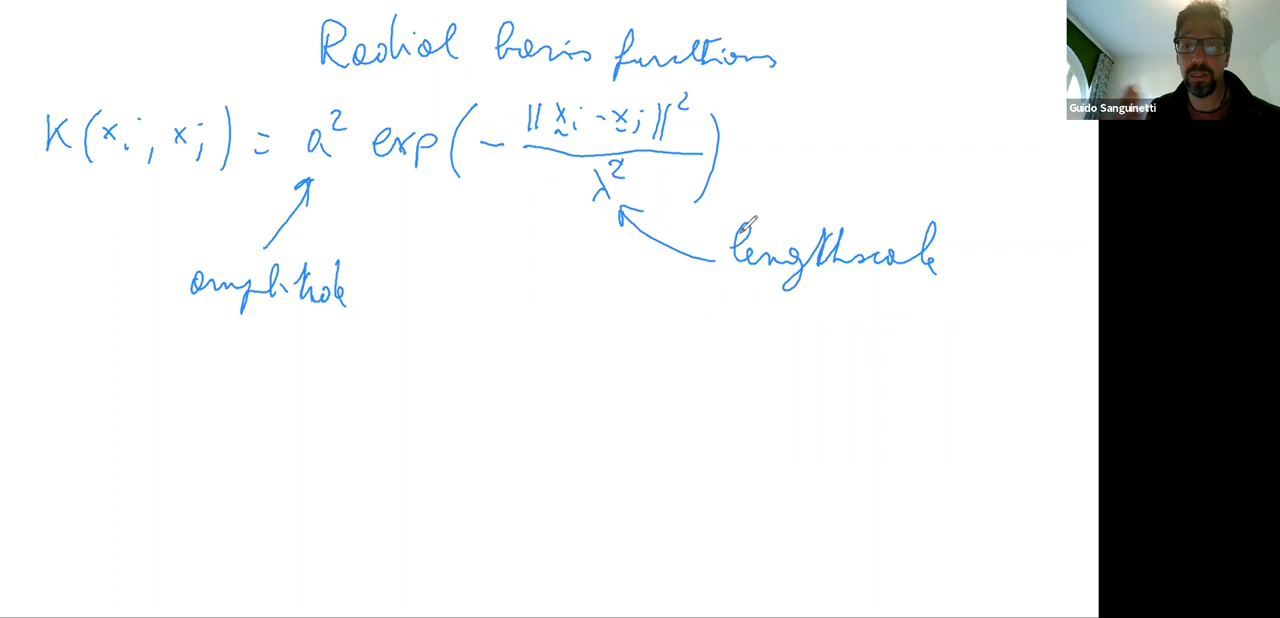 Radial basis functions
K(xi, xj) = a² exp(- ||xi - xj||² / λ²)
lengthscale
amplitude
Guido Sanguinetti